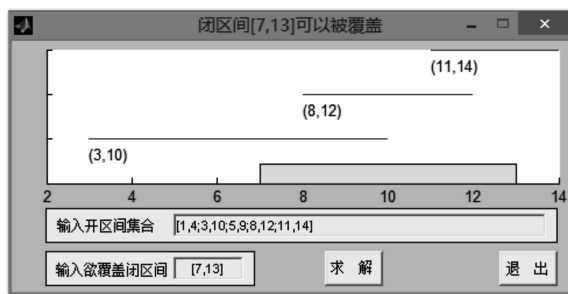 闭区间[7,13]可以被覆盖
(11,14)
(8,12)
(3,10)
2 4 6 8 10 12 14
输入开区间集合 [1,4;3,10;5,9;8,12;11,14]
输入欲覆盖闭区间 [7,13] 求 解 退 出